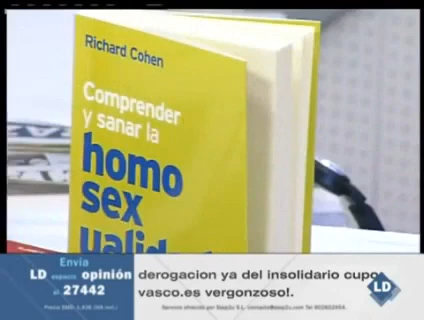 Richard Cohen
Comprender
y sanar la
homo
sex
ualidad
Envía
LD espacio opinión
al 27442
derogacion ya del insolidario cupo
vasco.es vergonzoso!.
LD